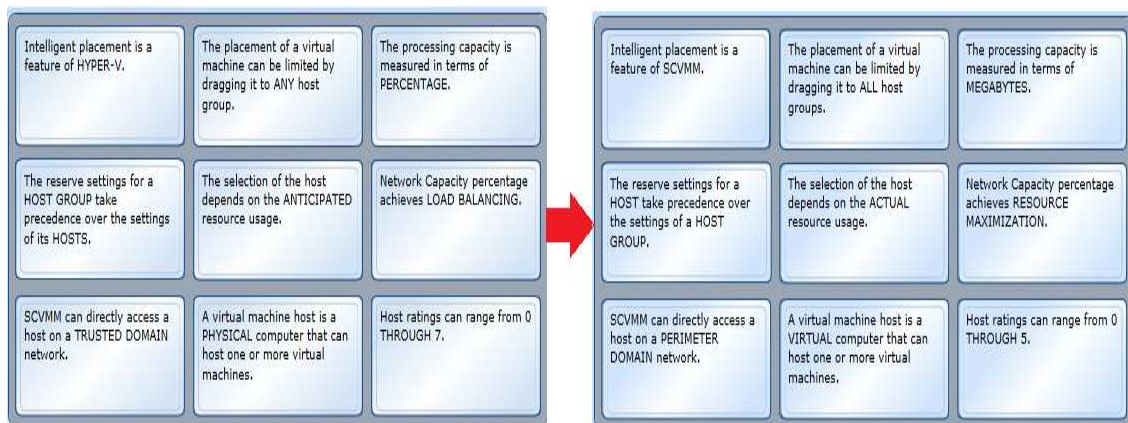 Intelligent placement is a
feature of HYPER-V.
The placement of a virtual
machine can be limited by
dragging it to ANY host
group.
The processing capacity is
measured in terms of
PERCENTAGE.
The reserve settings for a
HOST GROUP take
precedence over the settings
of its HOSTS.
The selection of the host
depends on the ANTICIPATED
resource usage.
Network Capacity percentage
achieves LOAD BALANCING.
SCVMM can directly access a
host on a TRUSTED DOMAIN
network.
A virtual machine host is a
PHYSICAL computer that can
host one or more virtual
machines.
Host ratings can range from 0
THROUGH 7.
Intelligent placement is a
feature of SCVMM.
The placement of a virtual
machine can be limited by
dragging it to ALL host
groups.
The processing capacity is
measured in terms of
MEGABYTES.
The reserve settings for a
HOST take precedence over
the settings of a HOST
GROUP.
The selection of the host
depends on the ACTUAL
resource usage.
Network Capacity percentage
achieves RESOURCE
MAXIMIZATION.
SCVMM can directly access a
host on a PERIMETER
DOMAIN network.
A virtual machine host is a
VIRTUAL computer that can
host one or more virtual
machines.
Host ratings can range from 0
THROUGH 5.